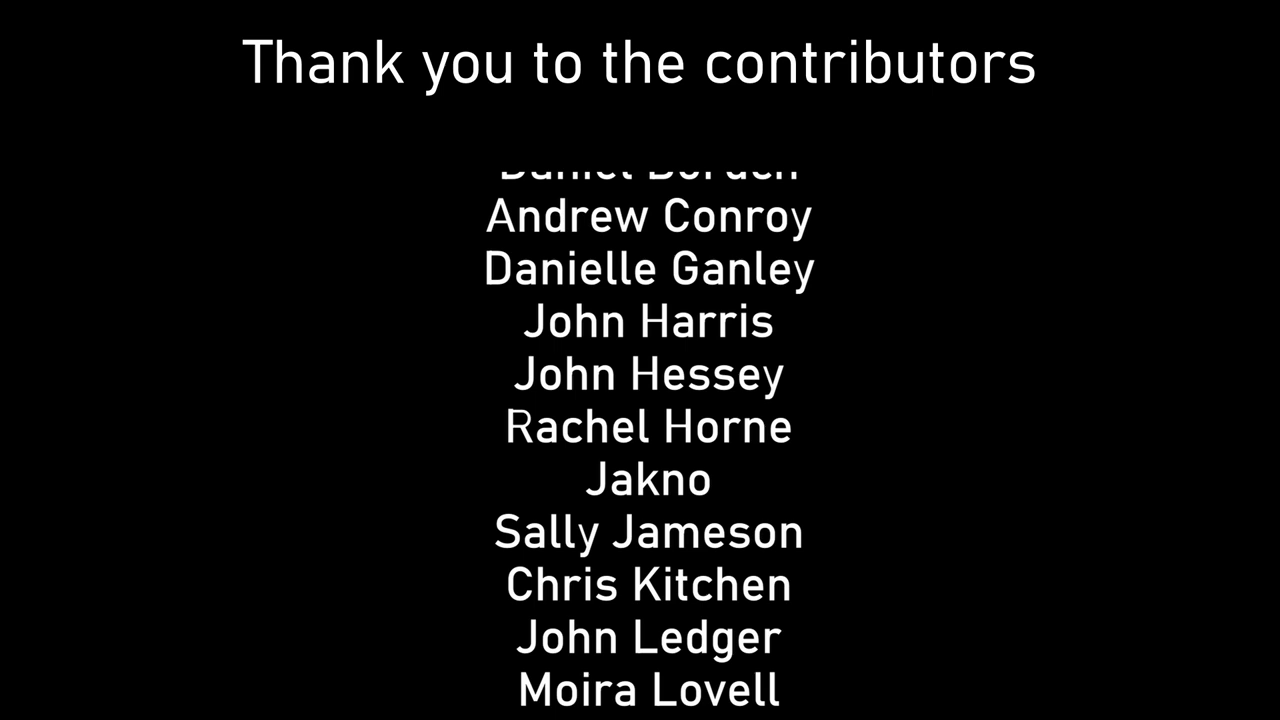 Thank you to the contributors
Daniel
Andrew Conroy
Danielle Ganley
John Harris
John Hessey
Rachel Horne
Jakno
Sally Jameson
Chris Kitchen
John Ledger
Moira Lovell